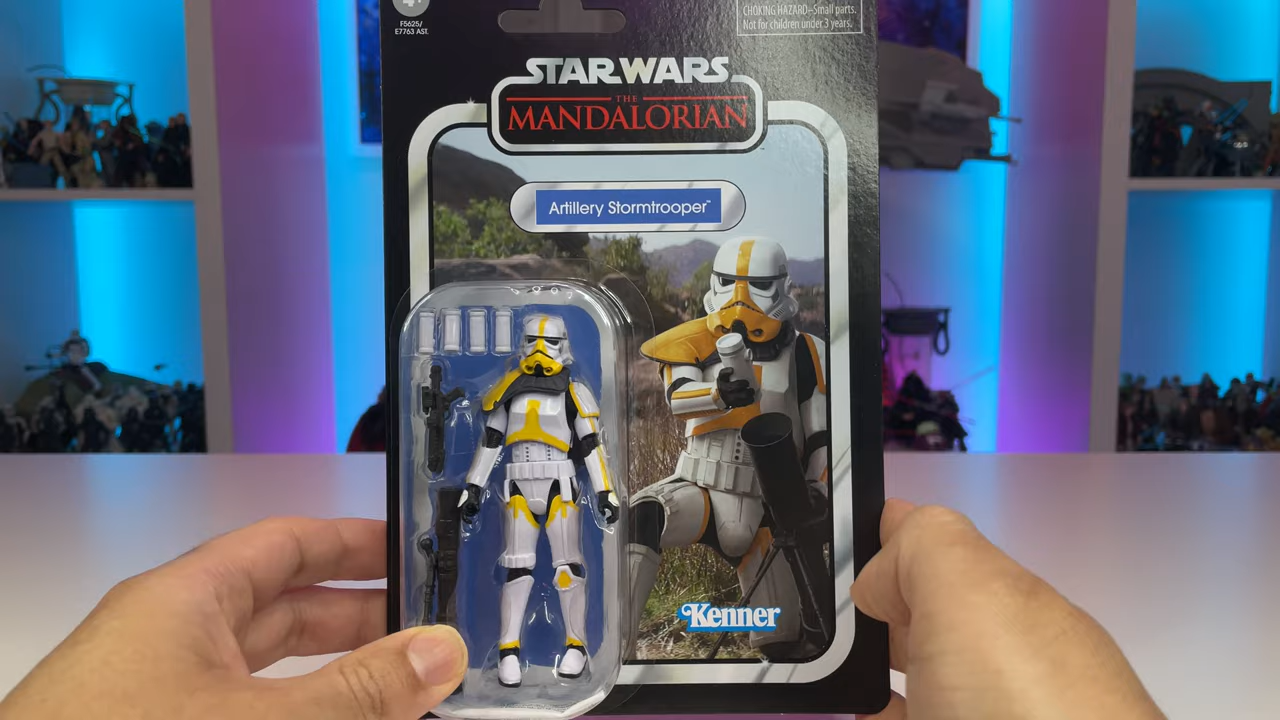 F5625/
E7763 AST.
CHOKING HAZARD–Small parts.
Not for children under 3 years.
STAR WARS
THE
MANDALORIAN
Artillery Stormtrooper™
Kenner